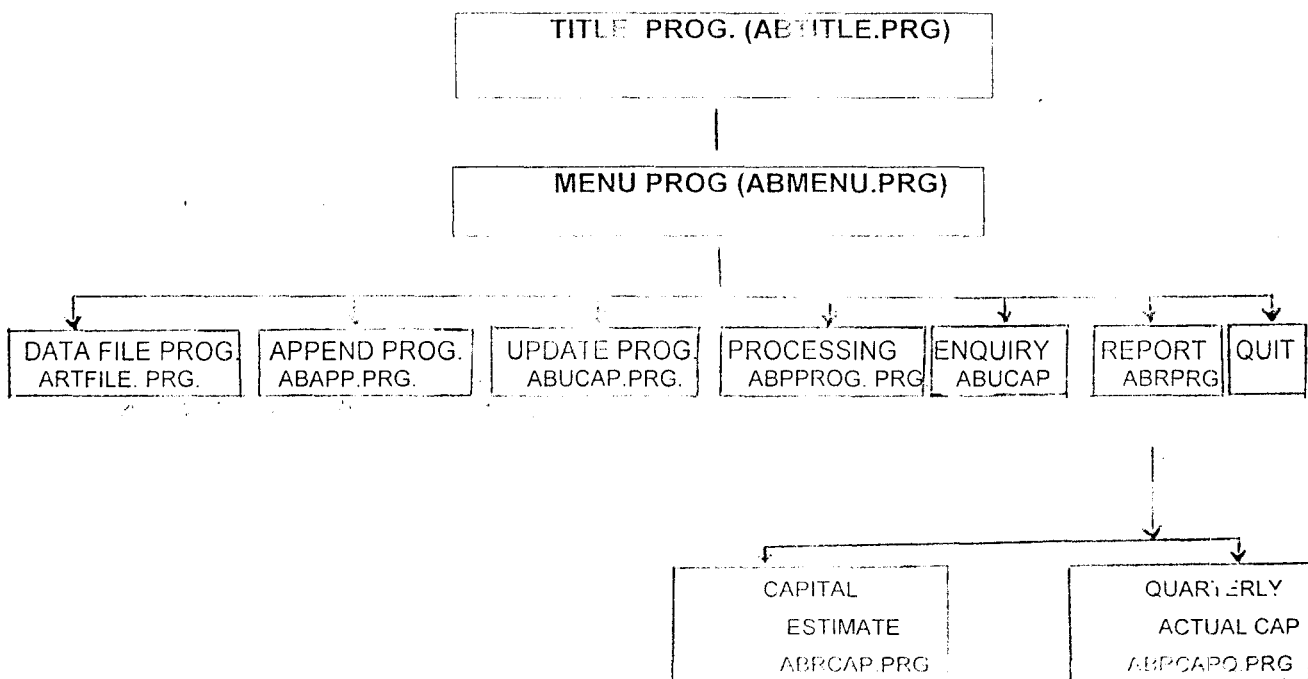 TITLE PROG. (ABTITLE.PRG)
MENU PROG (ABMENU.PRG)
DATA FILE PROG.
ARTFILE. PRG.
APPEND PROG.
ABAPP.PRG.
UPDATE PROG.
ABUCAP.PRG.
PROCESSING
ABPPROG. PRG
ENQUIRY
ABUCAP
REPORT
ABRPRG
QUIT
CAPITAL
ESTIMATE
ABRCAP.PRG
QUARTERLY
ACTUAL CAP
ABRCAPQ.PRG